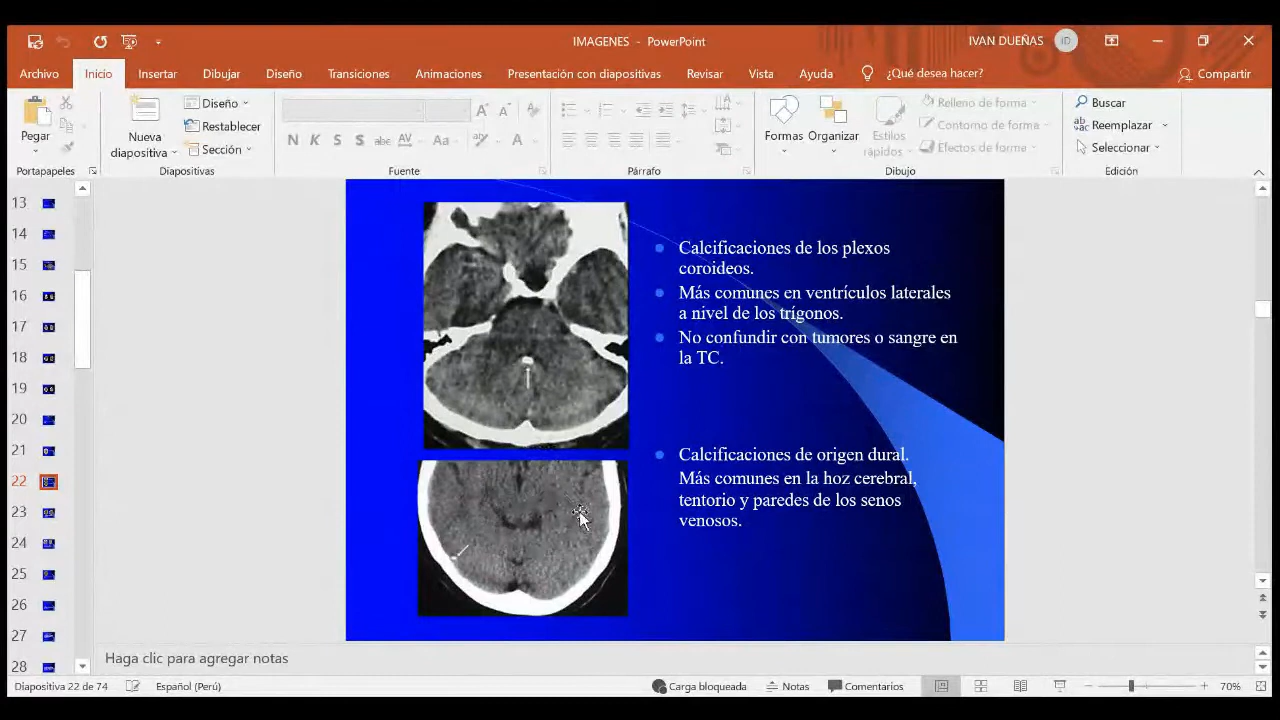 IMAGENES - PowerPoint
IVAN DUEÑAS
ID
Archivo
Inicio
Insertar
Dibujar
Diseño
Transiciones
Animaciones
Presentación con diapositivas
Revisar
Vista
Ayuda
¿Qué desea hacer?
Compartir
Pegar
Nueva
diapositiva
Diseño
Restablecer
Sección
N K S S abc AV Aa A
Formas
Organizar
Estilos
rápidos
Relleno de forma
Contorno de forma
Efectos de forma
Buscar
Reemplazar
Seleccionar
Portapapeles
Diapositivas
Fuente
Párrafo
Dibujo
Edición
13
14
15
16
17
18
19
20
21
22
23
24
25
26
27
28
Calcificaciones de los plexos
coroideos.
Más comunes en ventrículos laterales
a nivel de los trígonos.
No confundir con tumores o sangre en
la TC.
Calcificaciones de origen dural.
Más comunes en la hoz cerebral,
tentorio y paredes de los senos
venosos.
Haga clic para agregar notas
Diapositiva 22 de 74
Español (Perú)
Carga bloqueada
Notas
Comentarios
70%